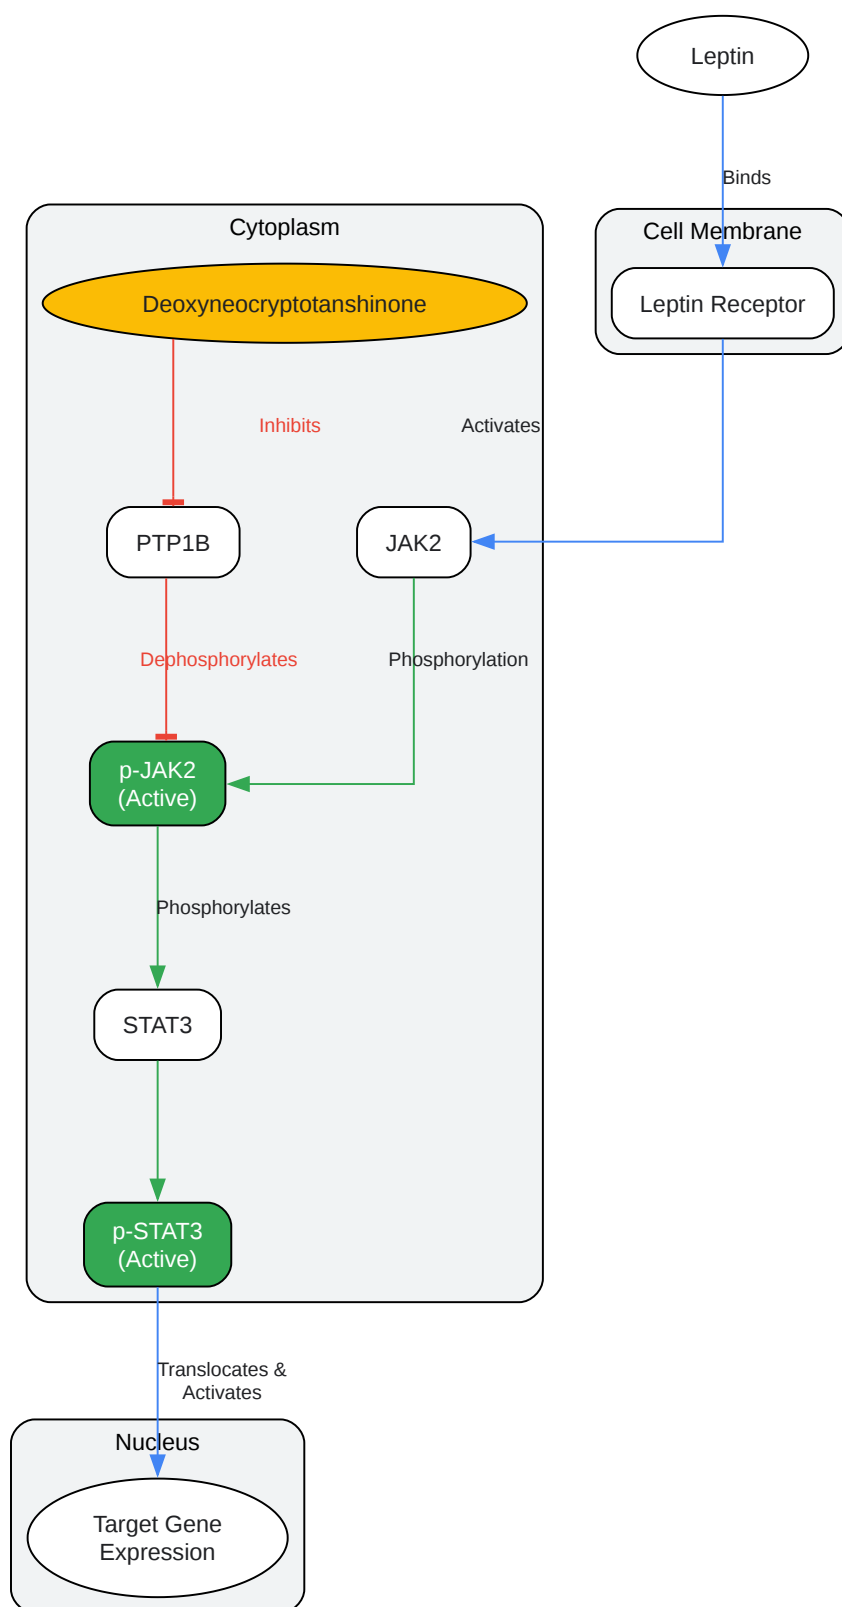 Leptin
Binds
Cytoplasm
Cell Membrane
Deoxyneocryptotanshinone
Leptin Receptor
Inhibits
Activates
PTP1B
JAK2
Dephosphorylates
Phosphorylation
p-JAK2
(Active)
Phosphorylates
STAT3
p-STAT3
(Active)
Translocates &
Activates
Nucleus
Target Gene
Expression